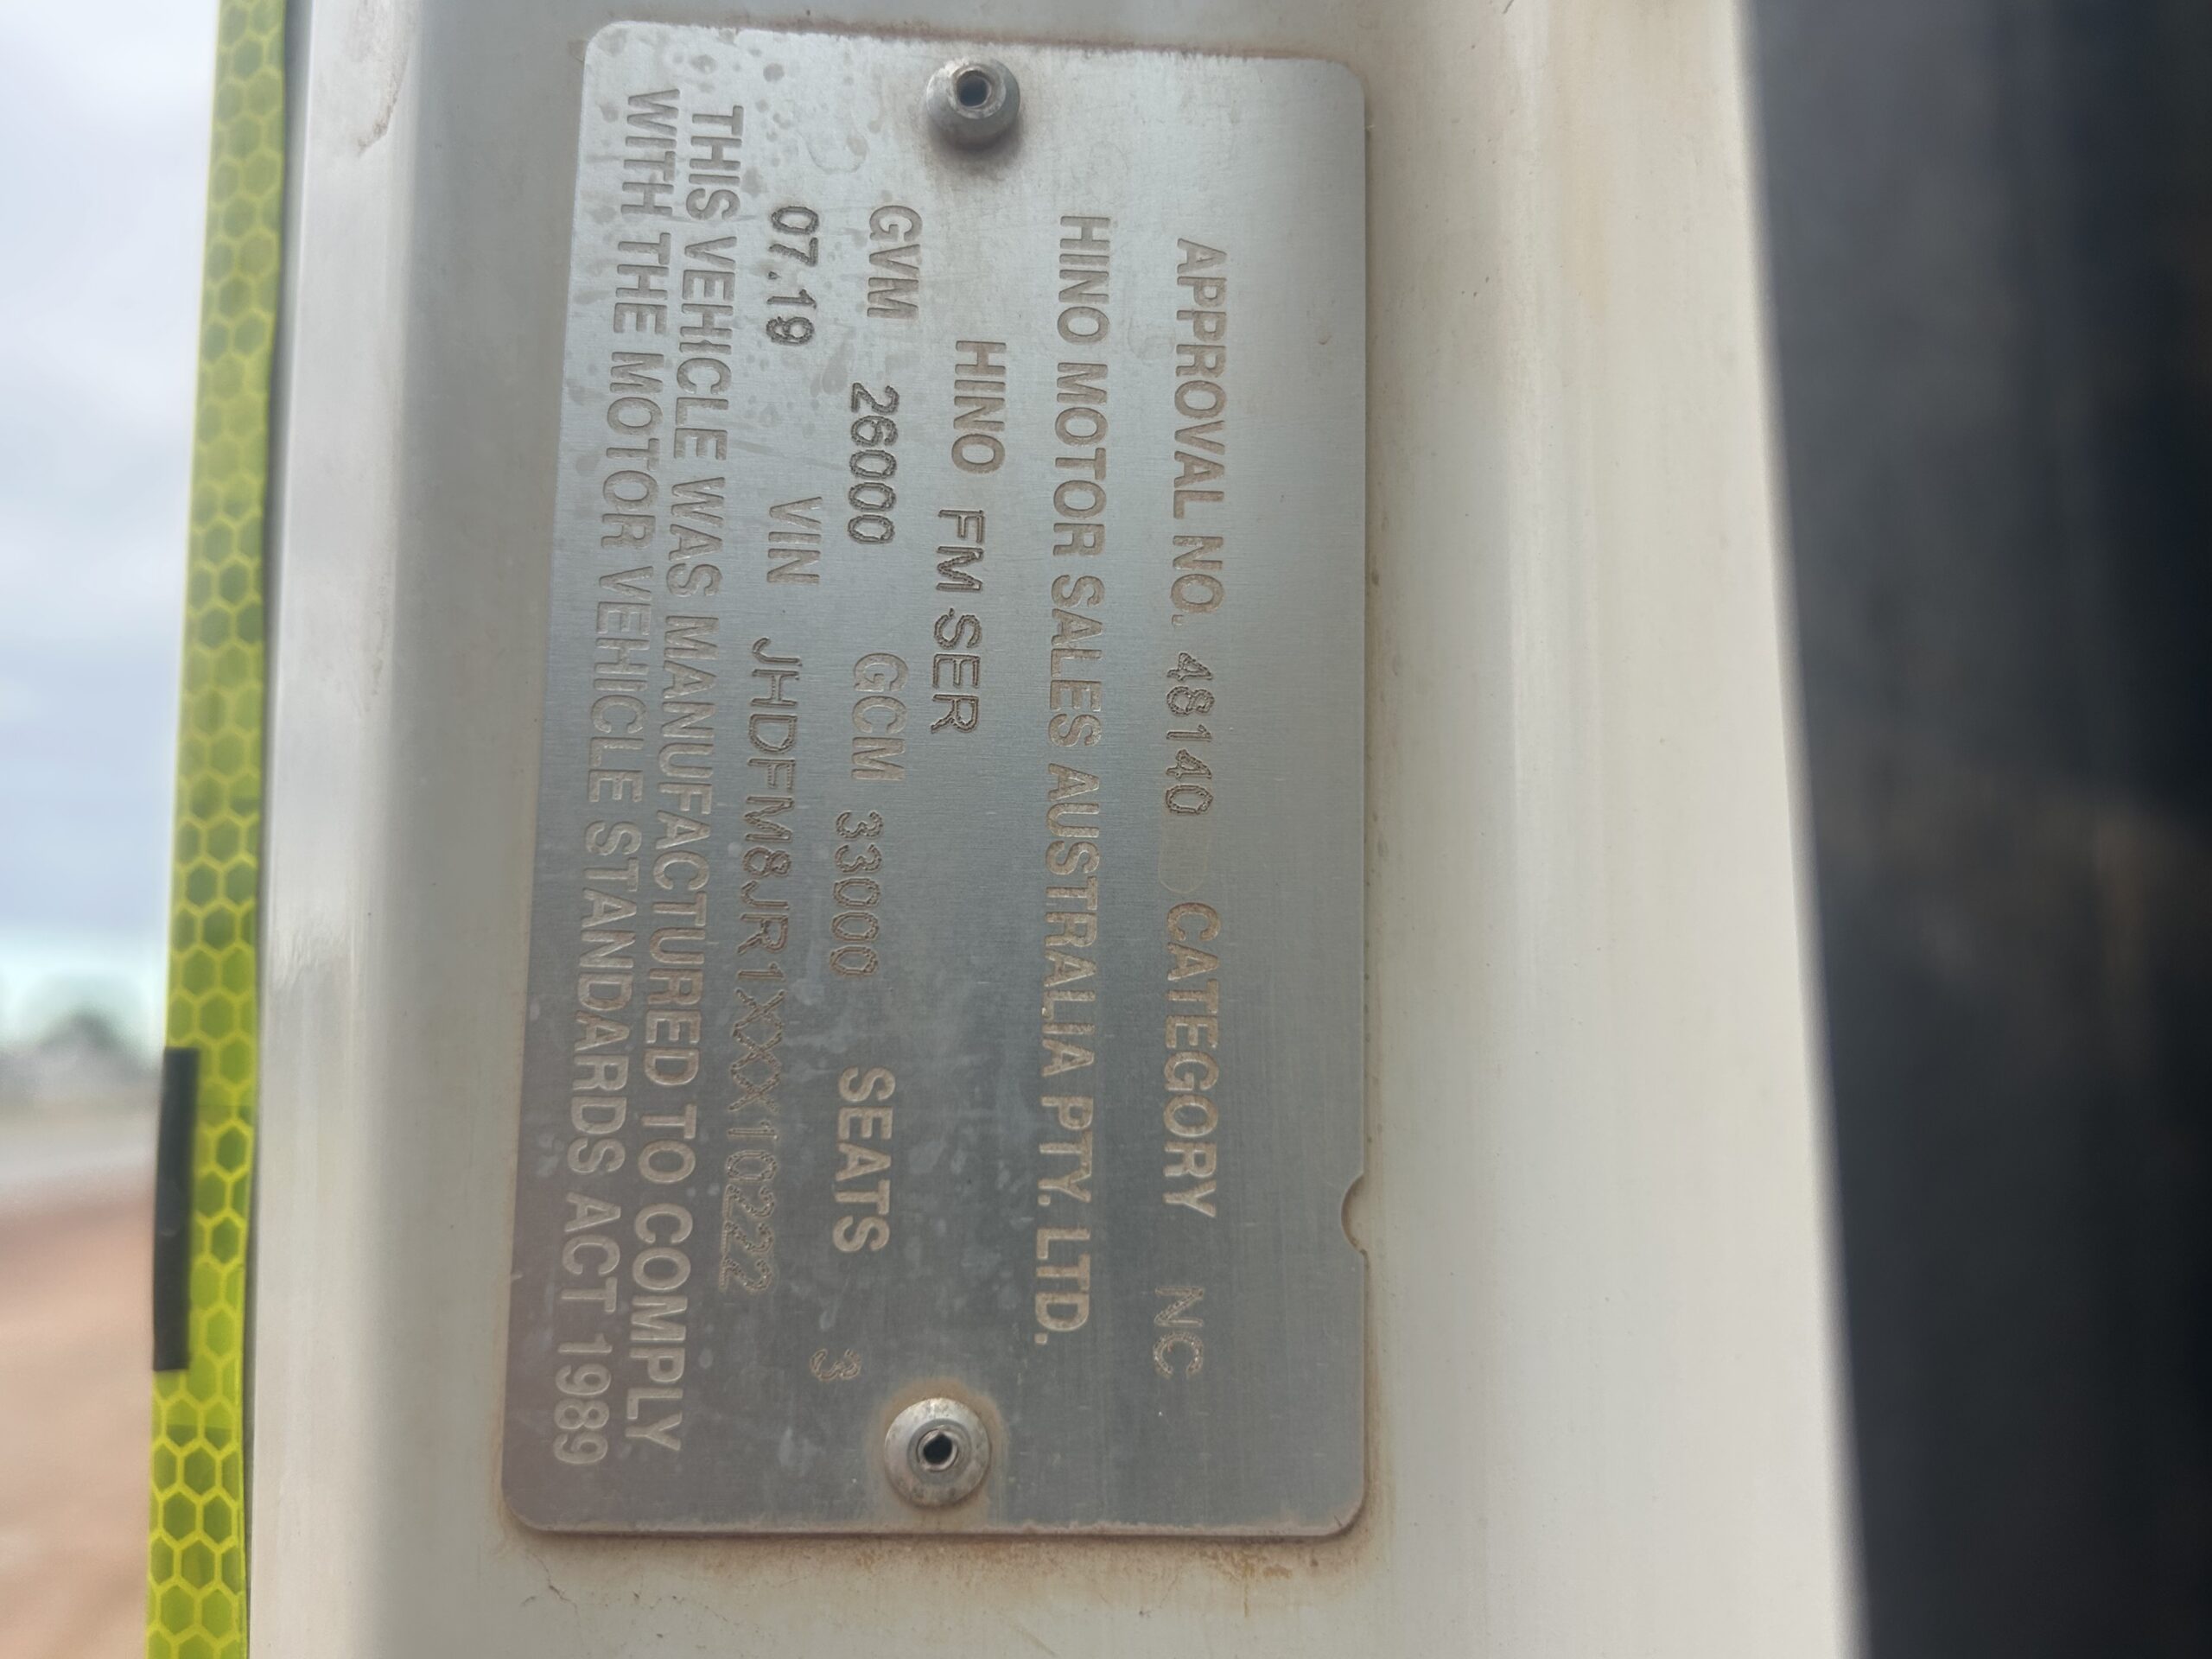 APPROVAL NO. 48140 CATEGORY NC
HINO MOTOR SALES AUSTRALIA PTY. LTD.
HINO FM SER
GVM 26000 GCM 33000 SEATS 3
07.19 VIN JHDFM8JR1XXX10222
THIS VEHICLE WAS MANUFACTURED TO COMPLY
WITH THE MOTOR VEHICLE STANDARDS ACT 1989